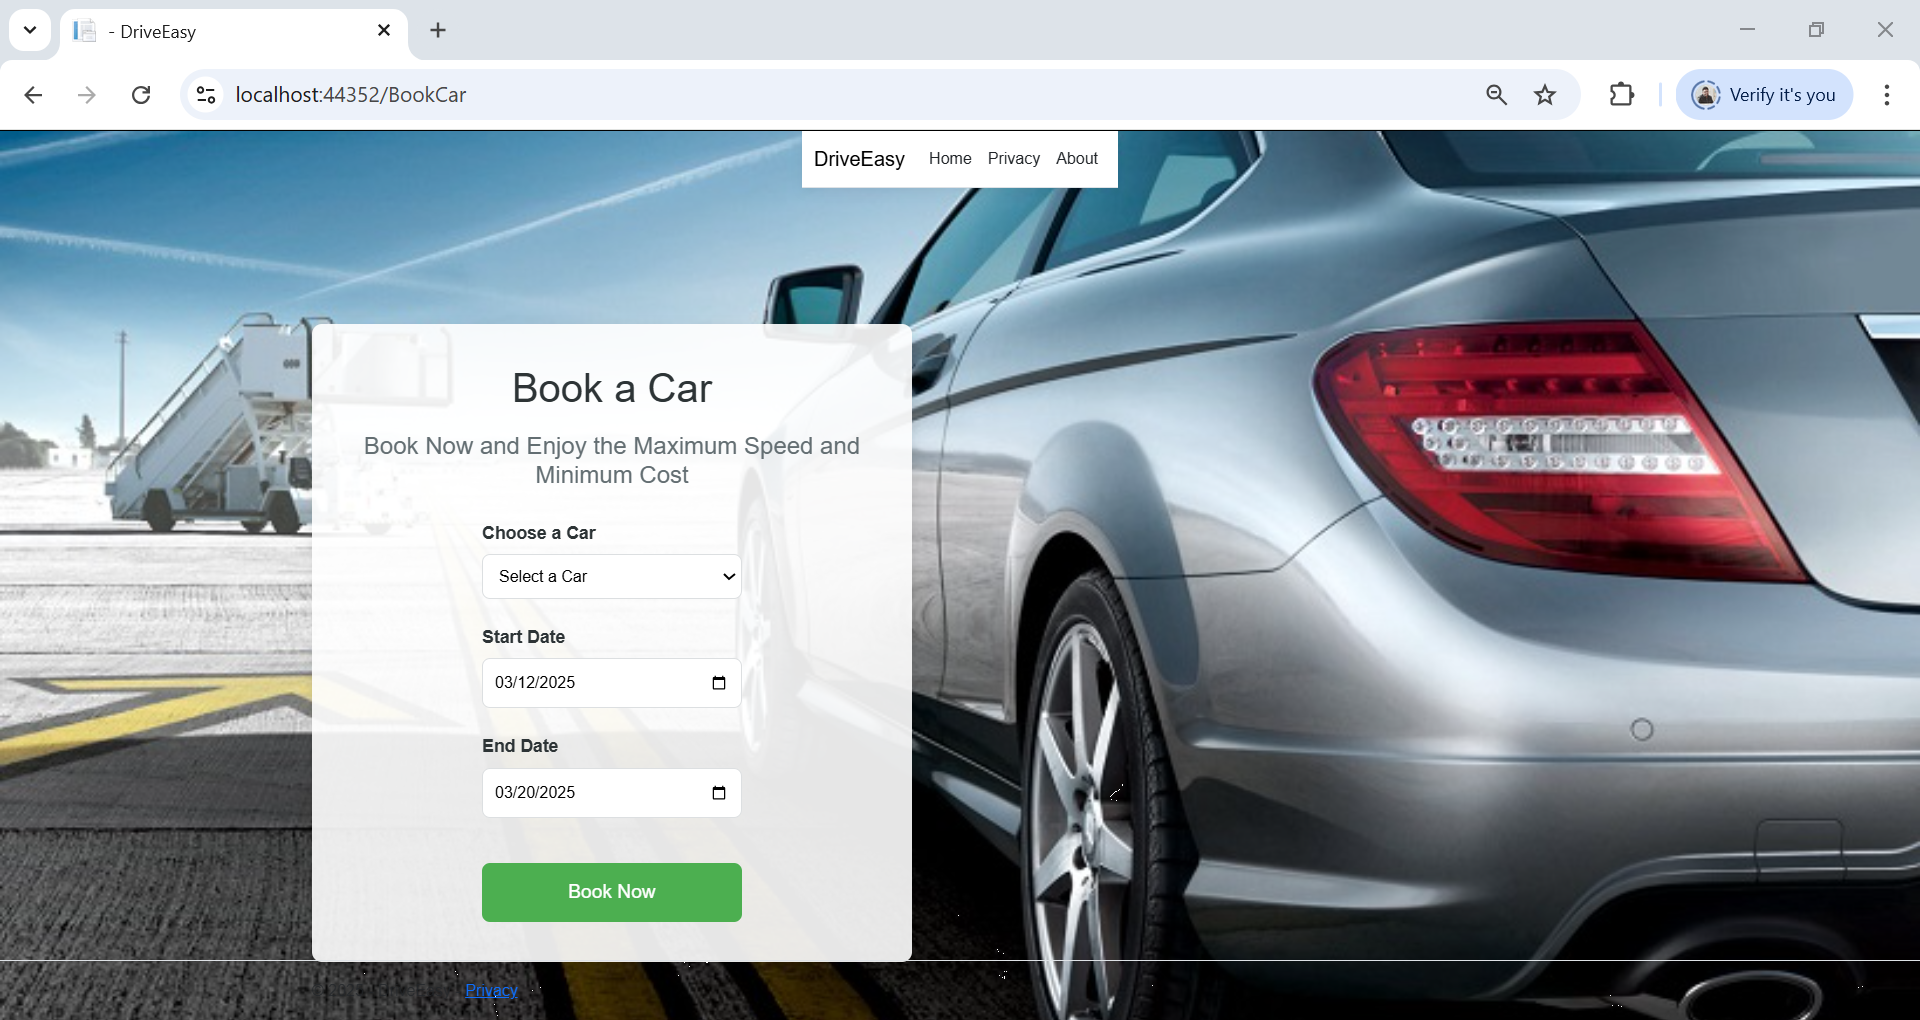 - DriveEasy
localhost:44352/BookCar
Verify it's you
DriveEasy Home Privacy About
Book a Car
Book Now and Enjoy the Maximum Speed and
Minimum Cost
Choose a Car
Select a Car
Start Date
03/12/2025
End Date
03/20/2025
Book Now
Privacy